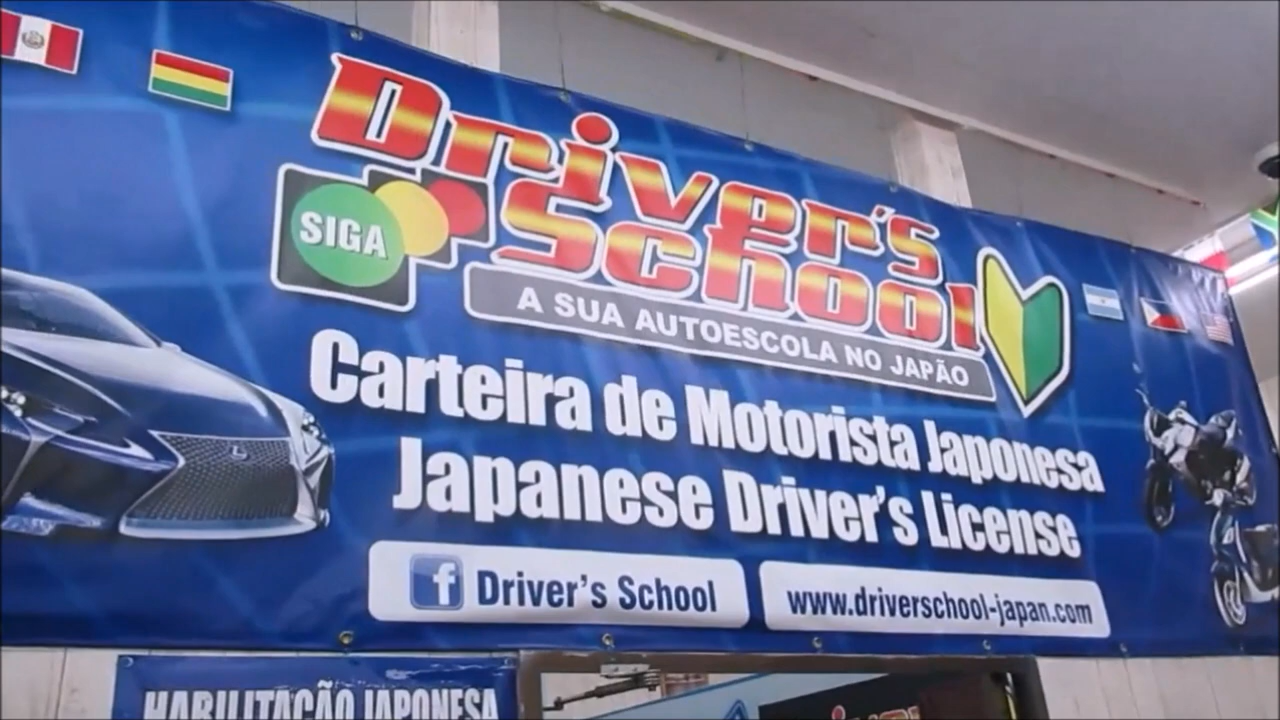 Driver's
School
SIGA
A SUA AUTOESCOLA NO JAPÃO
Carteira de Motorista Japonesa
Japanese Driver's License
f Driver's School
www.driverschool-japan.com
HABILITAÇÃO JAPONESA